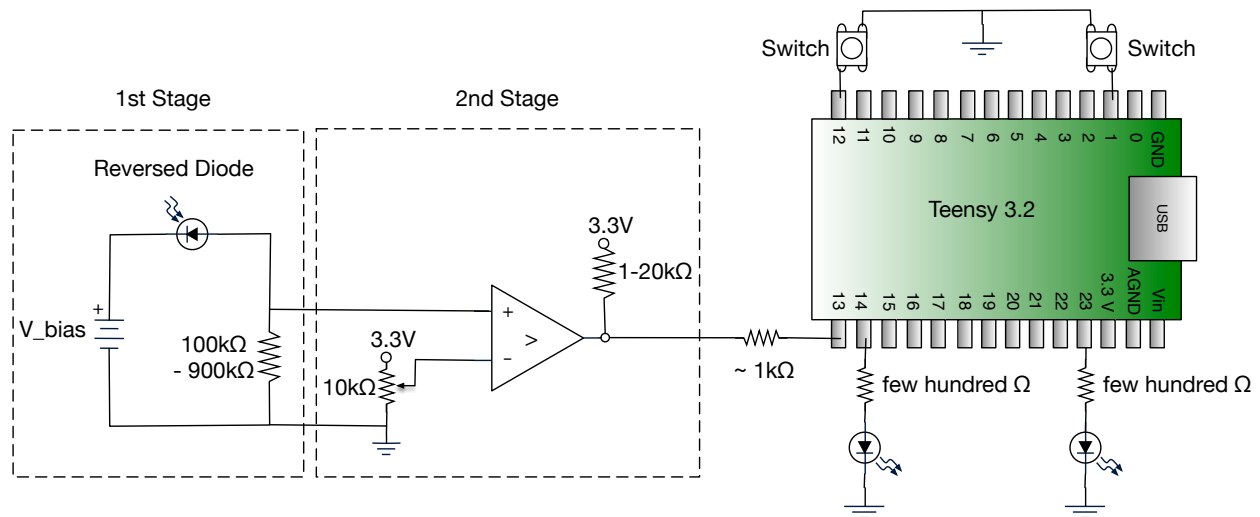 1st Stage
2nd Stage
Switch
Switch
Reversed Diode
V_bias
+
100kΩ
- 900kΩ
3.3V
10kΩ
+
-
>
3.3V
1-20kΩ
~ 1kΩ
12
11
10
9
8
7
6
5
4
3
2
1
0
GND
Teensy 3.2
USB
13
14
15
16
17
18
19
20
21
22
23
3.3 V
AGND
Vin
few hundred Ω
few hundred Ω